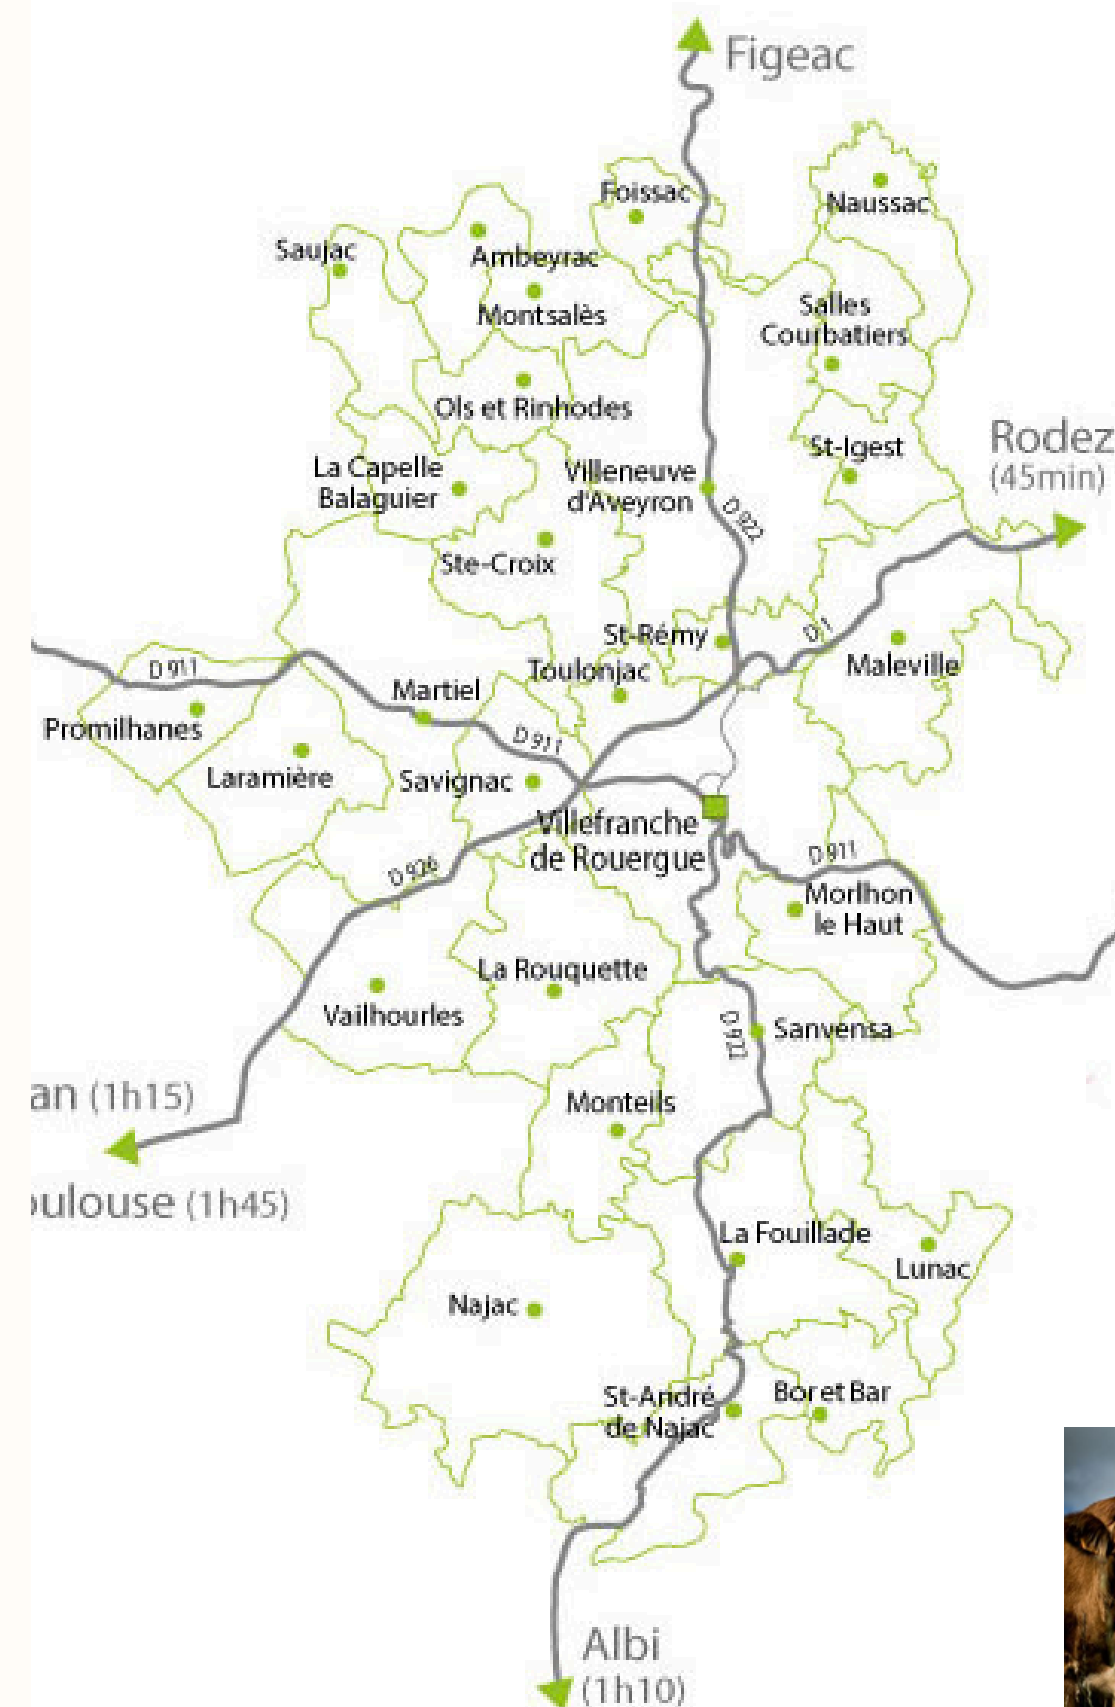 Figeac
Foissac
Naussac
Saujac
Ambeyrac
Montsalès
Salles
Courbatiers
Ols et Rinhodes
Rodez
(45min)
St-Igest
La Capelle
Balaguier
Villeneuve
d'Aveyron
D 922
Ste-Croix
St-Rémy
D 1
Toulonjac
Maleville
D 911
Martiel
Promilhanes
D 911
Laramière
Savignac
Villefranche
de Rouergue
D 911
D 926
Morlhon
le Haut
La Rouquette
Vailhourles
D 922
Sanvensa
an (1h15)
Monteils
oulouse (1h45)
La Fouillade
Lunac
Najac
St-André
de Najac
Bor et Bar
Albi
(1h10)